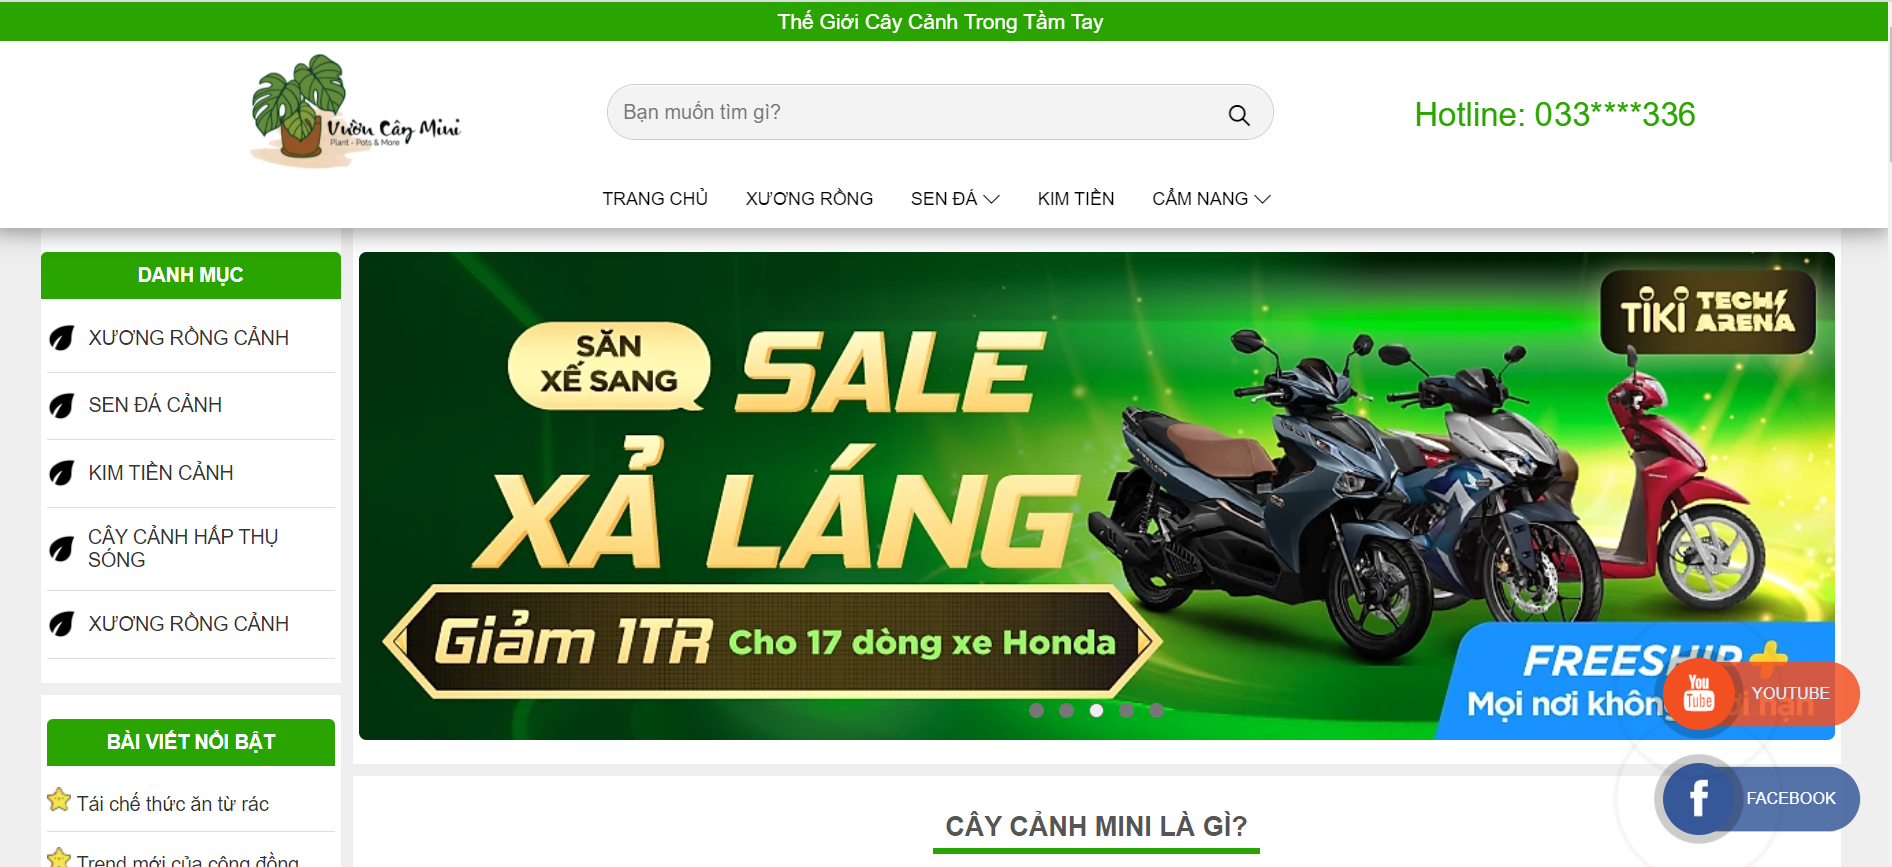 Thế Giới Cây Cảnh Trong Tầm Tay
Vườn Cây Mini
Plant - Pots & More
Bạn muốn tìm gì?
Hotline: 033****336
TRANG CHỦ XƯƠNG RỒNG SEN ĐÁ KIM TIỀN CẨM NANG
DANH MỤC
XƯƠNG RỒNG CẢNH
SEN ĐÁ CẢNH
KIM TIỀN CẢNH
CÂY CẢNH HẤP THỤ
SÓNG
XƯƠNG RỒNG CẢNH
BÀI VIẾT NỔI BẬT
Tái chế thức ăn từ rác
Trend mới của cộng đồng
TIKI TECH
ARENA
SĂN
XẾ SANG
SALE
XẢ LÁNG
Giảm 1TR Cho 17 dòng xe Honda
FREESHIP+
Mọi nơi không
YOUTUBE
You
Tube
f FACEBOOK
CÂY CẢNH MINI LÀ GÌ?